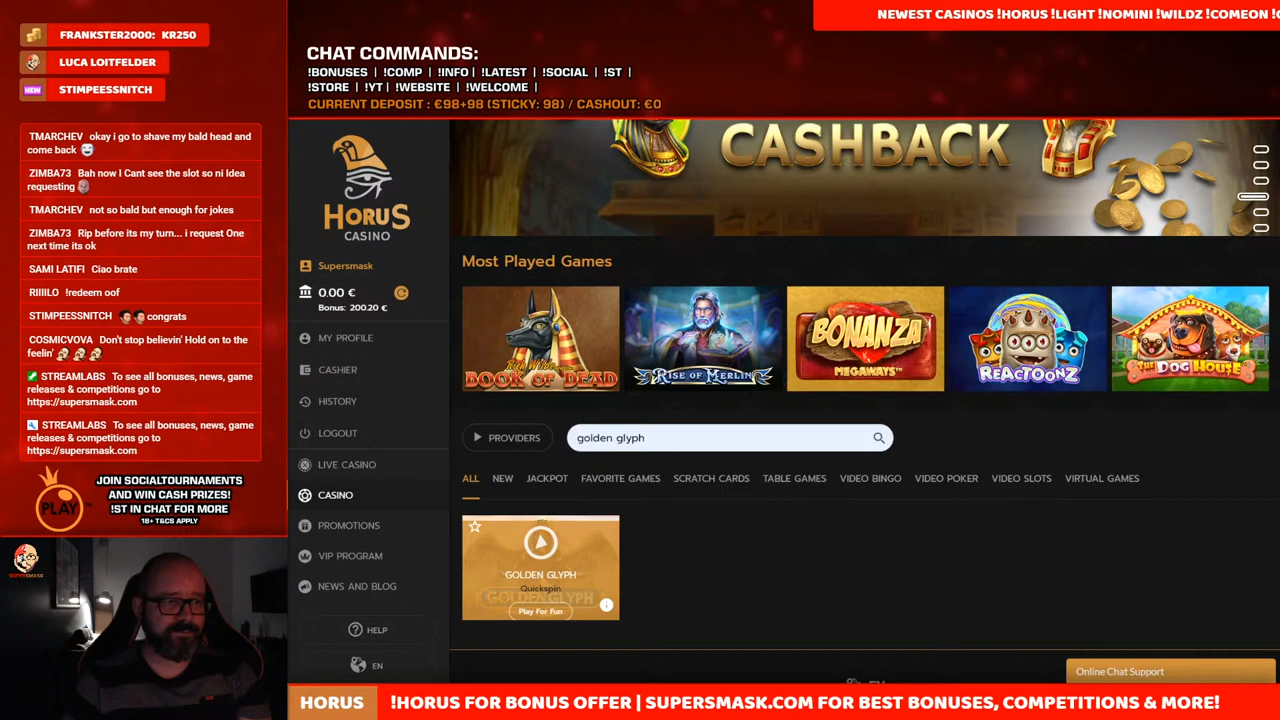 FRANKSTER2000: KR250
LUCA LOITFELDER
NEW
STIMPEESSNITCH
TMARCHEV okay i go to shave my bald head and
come back
ZIMBA73 Bah now I Cant see the slot so ni Idea
requesting
TMARCHEV not so bald but enough for jokes
ZIMBA73 Rip before its my turn... i request One
next time its ok
SAMI LATIFI Ciao brate
RIIIILO !redeem oof
STIMPEESSNITCH congrats
COSMICVOVA Don't stop believin' Hold on to the
feelin'
STREAMLABS To see all bonuses, news, game
releases & competitions go to
https://supersmask.com
STREAMLABS To see all bonuses, news, game
releases & competitions go to
https://supersmask.com
PLAY
JOIN SOCIALTOURNAMENTS
AND WIN CASH PRIZES!
!ST IN CHAT FOR MORE
18+ T&CS APPLY
SUPERSMASK
NEWEST CASINOS !HORUS !LIGHT !NOMINI !WILDZ !COMEON
CHAT COMMANDS:
!BONUSES | !COMP | !INFO | !LATEST | !SOCIAL | !ST |
!STORE | !YT | !WEBSITE | !WELCOME |
CURRENT DEPOSIT : €98+98 (STICKY: 98) / CASHOUT: €0
HORUS
CASINO
Supersmask
0.00 €
Bonus: 200.20 €
MY PROFILE
CASHIER
HISTORY
LOGOUT
LIVE CASINO
CASINO
PROMOTIONS
VIP PROGRAM
NEWS AND BLOG
HELP
EN
CASHBACK
Most Played Games
Rich Wilde
BOOK OF DEAD
RISE OF MERLIN
BONANZA
MEGAWAYS™
REACTOONZ
THE DOG HOUSE
PROVIDERS
golden glyph
ALL NEW JACKPOT FAVORITE GAMES SCRATCH CARDS TABLE GAMES VIDEO BINGO VIDEO POKER VIDEO SLOTS VIRTUAL GAMES
GOLDEN GLYPH
Quickspin
GOLDEN GLYPH
Play For Fun
EN
Online Chat Support
HORUS
!HORUS FOR BONUS OFFER | SUPERSMASK.COM FOR BEST BONUSES, COMPETITIONS & MORE!